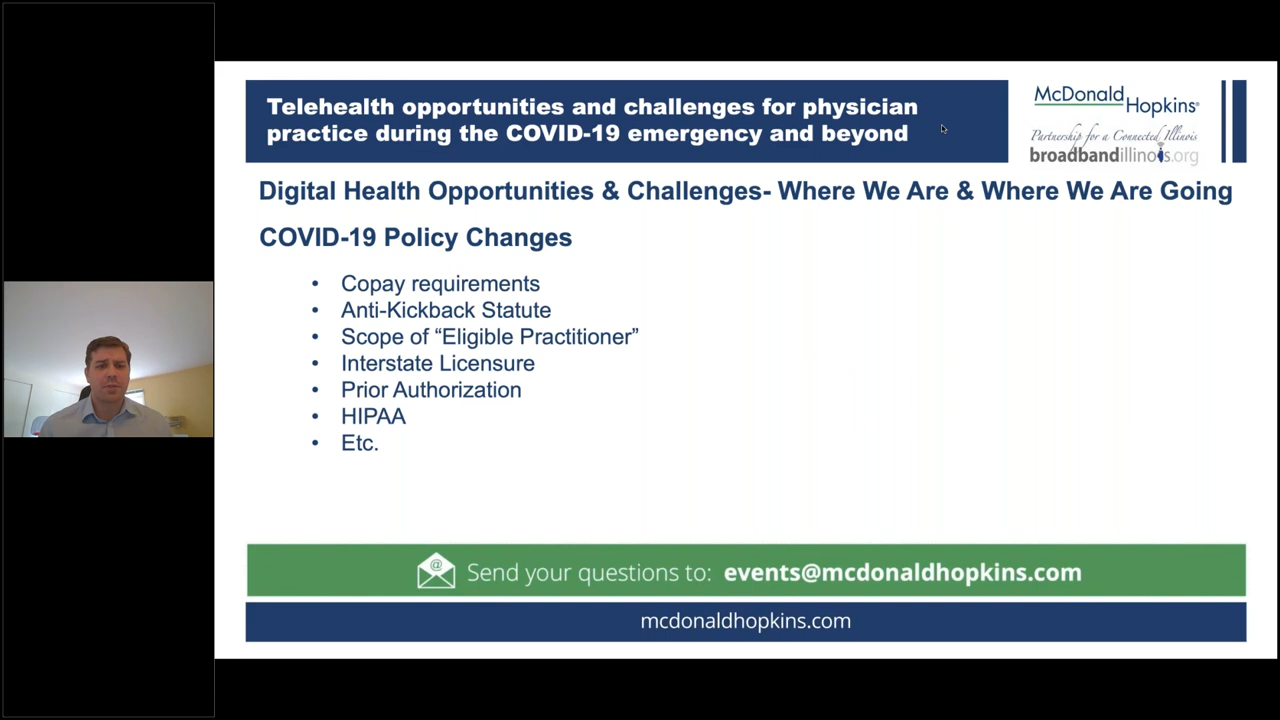 Telehealth opportunities and challenges for physician
practice during the COVID-19 emergency and beyond
McDonald
Hopkins®
Partnership for a Connected Illinois
broadbandillinois.org
Digital Health Opportunities & Challenges- Where We Are & Where We Are Going
COVID-19 Policy Changes
• Copay requirements
• Anti-Kickback Statute
• Scope of “Eligible Practitioner”
• Interstate Licensure
• Prior Authorization
• HIPAA
• Etc.
@
Send your questions to: events@mcdonaldhopkins.com
mcdonaldhopkins.com